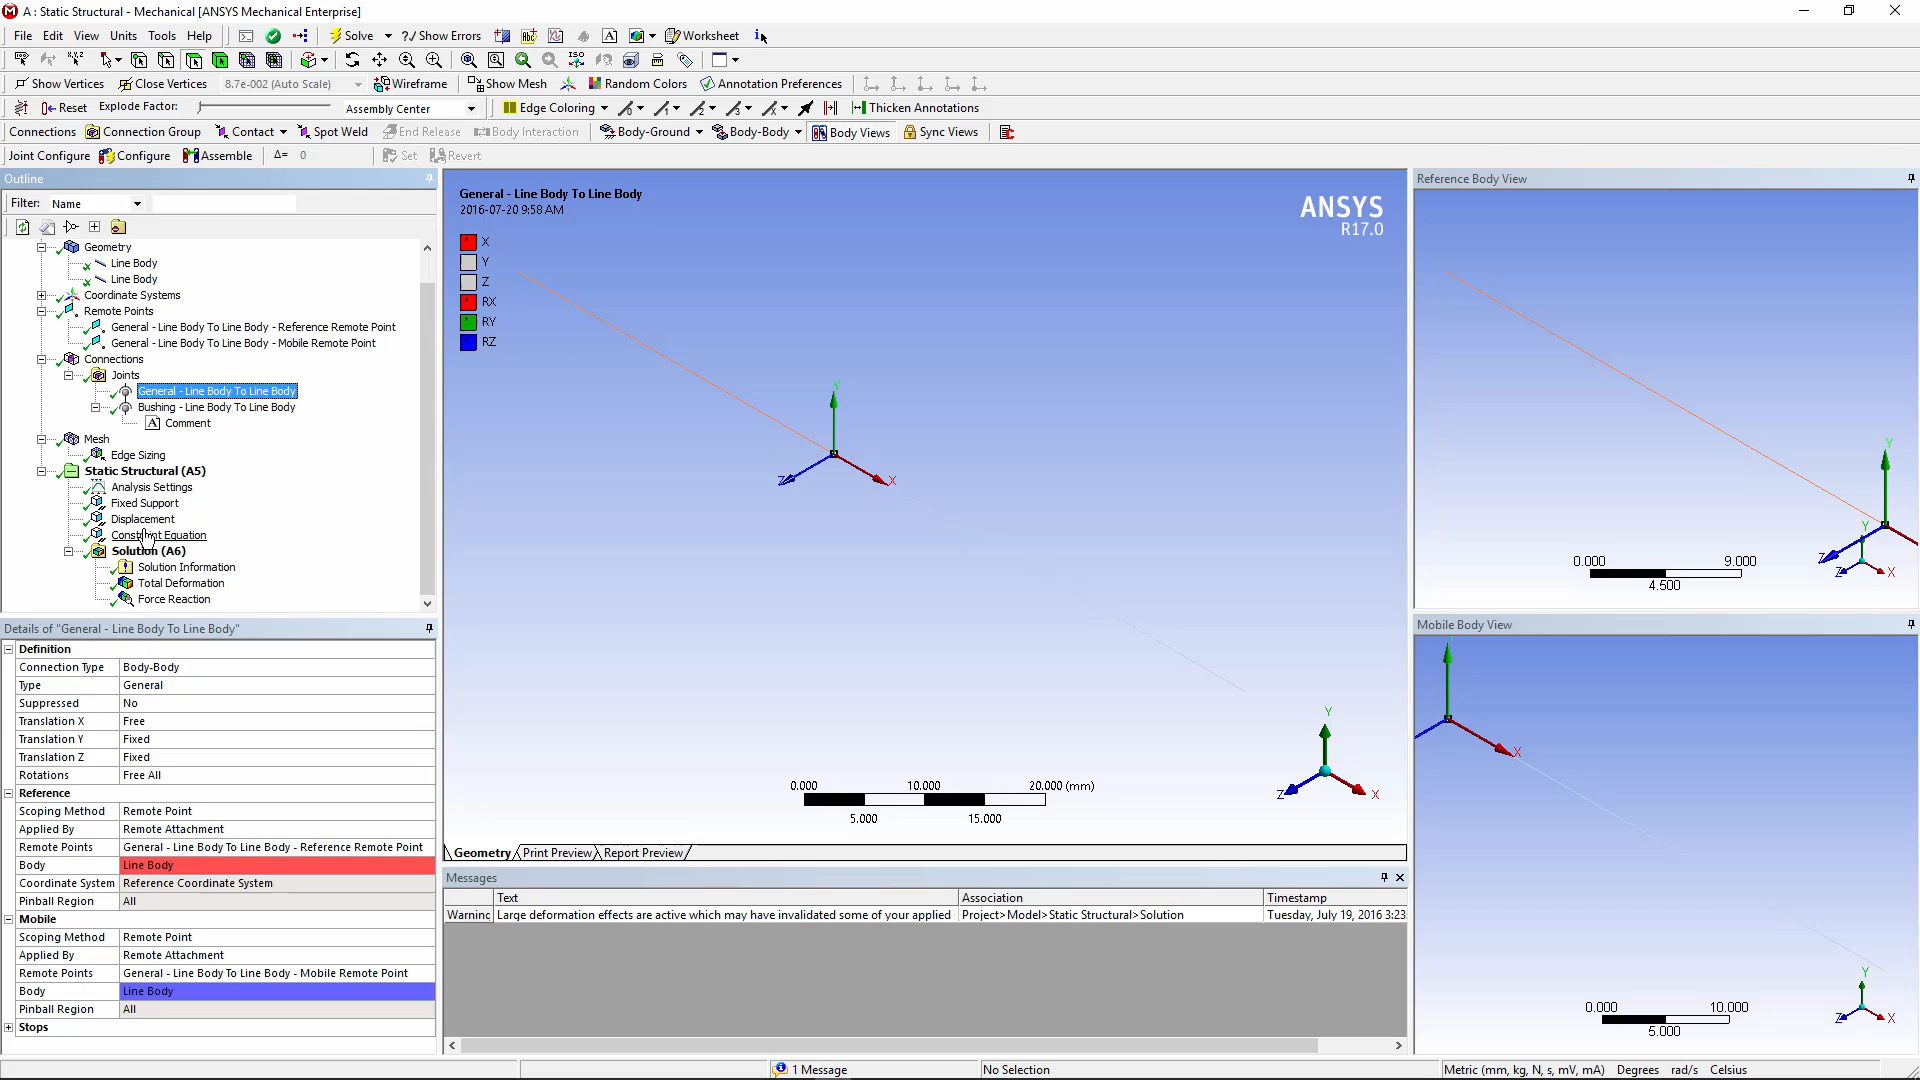 A : Static Structural - Mechanical [ANSYS Mechanical Enterprise]
File Edit View Units Tools Help Solve ?/ Show Errors Worksheet
Show Vertices Close Vertices 8.7e-002 (Auto Scale) Wireframe Show Mesh Random Colors Annotation Preferences
Reset Explode Factor: Assembly Center Edge Coloring Thicken Annotations
Connections Connection Group Contact Spot Weld End Release Body Interaction Body-Ground Body-Body Body Views Sync Views
Joint Configure Configure Assemble Δ= 0 Set Revert
Outline
Filter: Name
Geometry
Line Body
Line Body
Coordinate Systems
Remote Points
General - Line Body To Line Body - Reference Remote Point
General - Line Body To Line Body - Mobile Remote Point
Connections
Joints
General - Line Body To Line Body
Bushing - Line Body To Line Body
Comment
Mesh
Edge Sizing
Static Structural (A5)
Analysis Settings
Fixed Support
Displacement
Constraint Equation
Solution (A6)
Solution Information
Total Deformation
Force Reaction
Details of "General - Line Body To Line Body"
Definition
Connection Type Body-Body
Type General
Suppressed No
Translation X Free
Translation Y Fixed
Translation Z Fixed
Rotations Free All
Reference
Scoping Method Remote Point
Applied By Remote Attachment
Remote Points General - Line Body To Line Body - Reference Remote Point
Body Line Body
Coordinate System Reference Coordinate System
Pinball Region All
Mobile
Scoping Method Remote Point
Applied By Remote Attachment
Remote Points General - Line Body To Line Body - Mobile Remote Point
Body Line Body
Pinball Region All
Stops
General - Line Body To Line Body
2016-07-20 9:58 AM
X
Y
Z
RX
RY
RZ
ANSYS
R17.0
Y
Z X
Y
Z X
0.000 10.000 20.000 (mm)
5.000 15.000
Geometry Print Preview Report Preview
Messages
Text Association Timestamp
Warning Large deformation effects are active which may have invalidated some of your applied Project>Model>Static Structural>Solution Tuesday, July 19, 2016 3:23
Reference Body View
Y
Y
Z
Z X
0.000 9.000
4.500
Mobile Body View
X
Y
Z X
0.000 10.000
5.000
1 Message No Selection Metric (mm, kg, N, s, mV, mA) Degrees rad/s Celsius